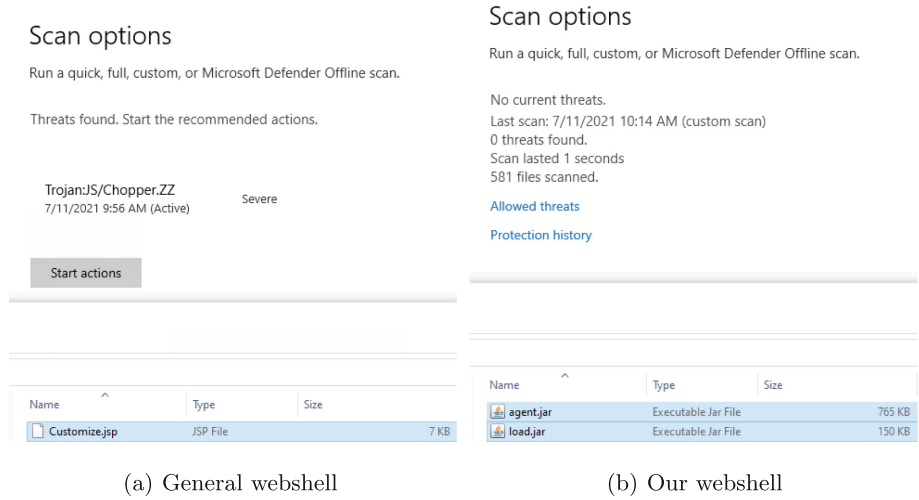 Scan options
Run a quick, full, custom, or Microsoft Defender Offline scan.
Threats found. Start the recommended actions.
Trojan:JS/Chopper.ZZ
7/11/2021 9:56 AM (Active)
Severe
Start actions
Name Type Size
Customize.jsp JSP File 7 KB
(a) General webshell
Scan options
Run a quick, full, custom, or Microsoft Defender Offline scan.
No current threats.
Last scan: 7/11/2021 10:14 AM (custom scan)
0 threats found.
Scan lasted 1 seconds
581 files scanned.
Allowed threats
Protection history
Name Type Size
agent.jar Executable Jar File 765 KB
load.jar Executable Jar File 150 KB
(b) Our webshell